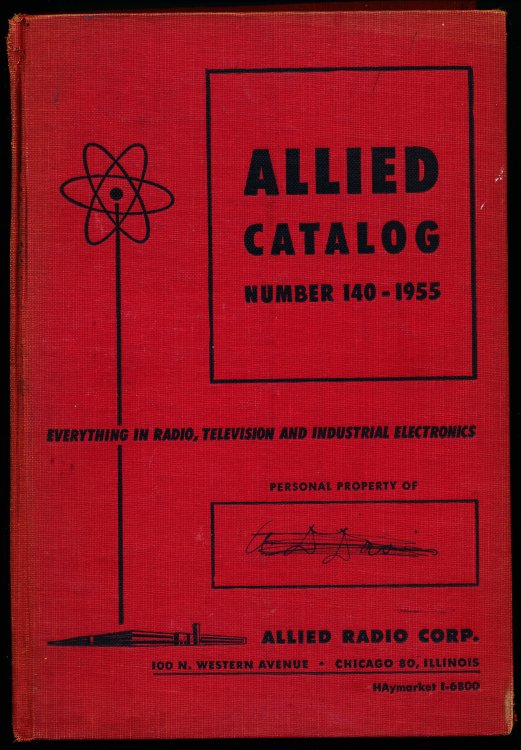 ALLIED
CATALOG
NUMBER 140 - 1955
EVERYTHING IN RADIO, TELEVISION AND INDUSTRIAL ELECTRONICS
PERSONAL PROPERTY OF
ALLIED RADIO CORP.
100 N. WESTERN AVENUE • CHICAGO 80, ILLINOIS
HAymarket 1-6800